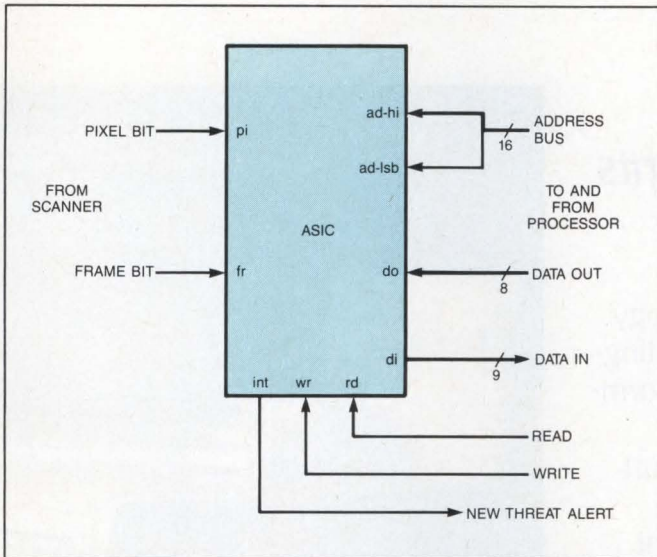 PIXEL BIT
pi
FROM
SCANNER
FRAME BIT
fr
ASIC
ad-hi
ad-lsb
ADDRESS
BUS
16
TO AND
FROM
PROCESSOR
do
DATA OUT
8
di
DATA IN
9
int wr rd
READ
WRITE
NEW THREAT ALERT